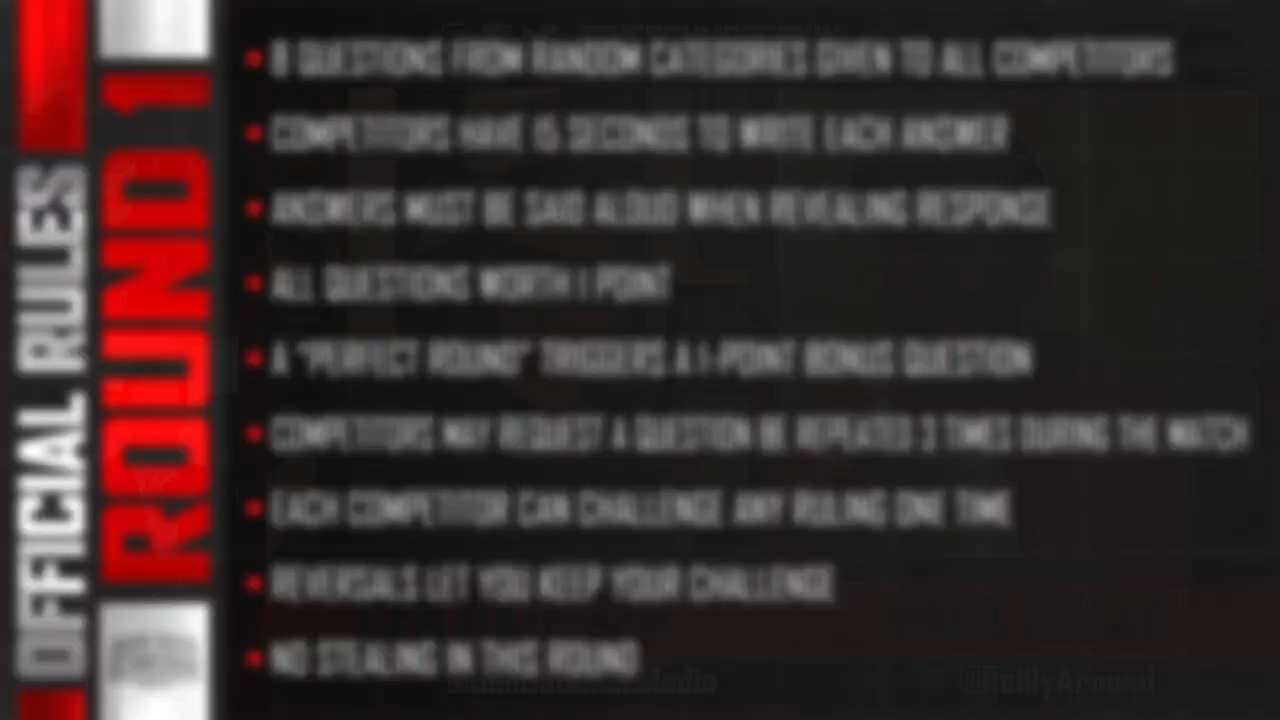 OFFICIAL RULES
ROUND 1
8 QUESTIONS FROM RANDOM CATEGORIES GIVEN TO ALL COMPETITORS
COMPETITORS HAVE 15 SECONDS TO WRITE EACH ANSWER
ANSWERS MUST BE SAID ALOUD WHEN REVEALING RESPONSE
ALL QUESTIONS WORTH 1 POINT
A "PERFECT ROUND" TRIGGERS A 1-POINT BONUS QUESTION
COMPETITORS MAY REQUEST A QUESTION BE REPEATED 3 TIMES DURING THE MATCH
EACH COMPETITOR CAN CHALLENGE ANY RULING ONE TIME
REVERSALS LET YOU KEEP YOUR CHALLENGE
NO STEALING IN THIS ROUND